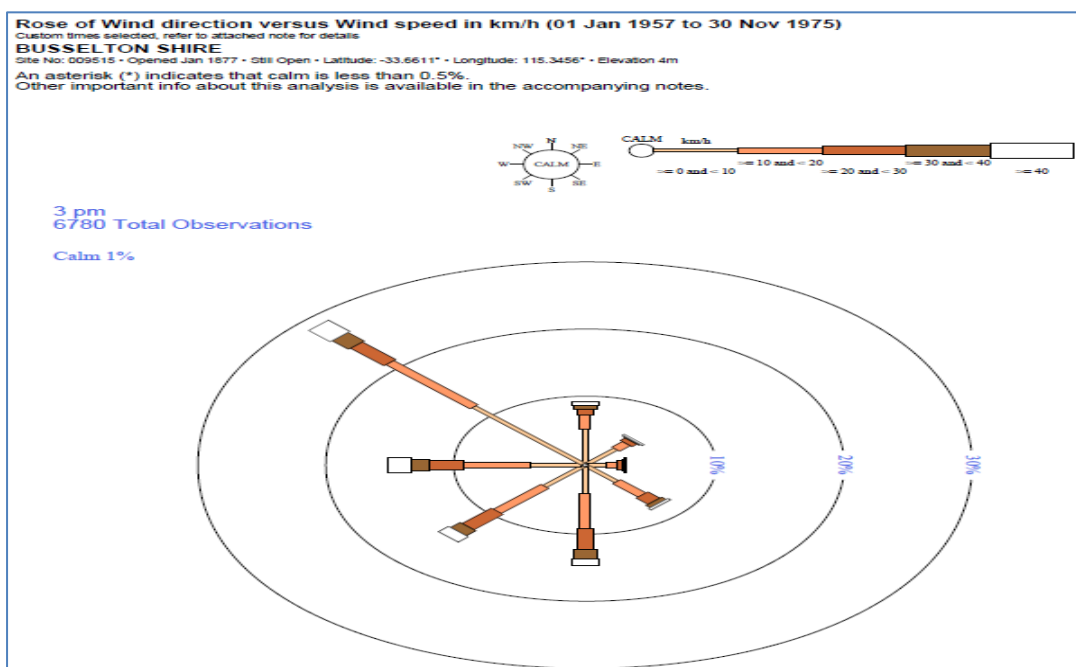 Rose of Wind direction versus Wind speed in km/h (01 Jan 1957 to 30 Nov 1975)
Custom times selected, refer to attached note for details
BUSSELTON SHIRE
Site No: 009515 • Opened Jan 1877 • Still Open • Latitude: -33.6611° • Longitude: 115.3456° • Elevation 4m
An asterisk (*) indicates that calm is less than 0.5%.
Other important info about this analysis is available in the accompanying notes.
N
NW NE
W CALM E
SW SE
S
CALM km/h
>= 10 and < 20 >= 30 and < 40
>= 0 and < 10 >= 20 and < 30 >= 40
3 pm
6780 Total Observations
Calm 1%
10% 20% 30%